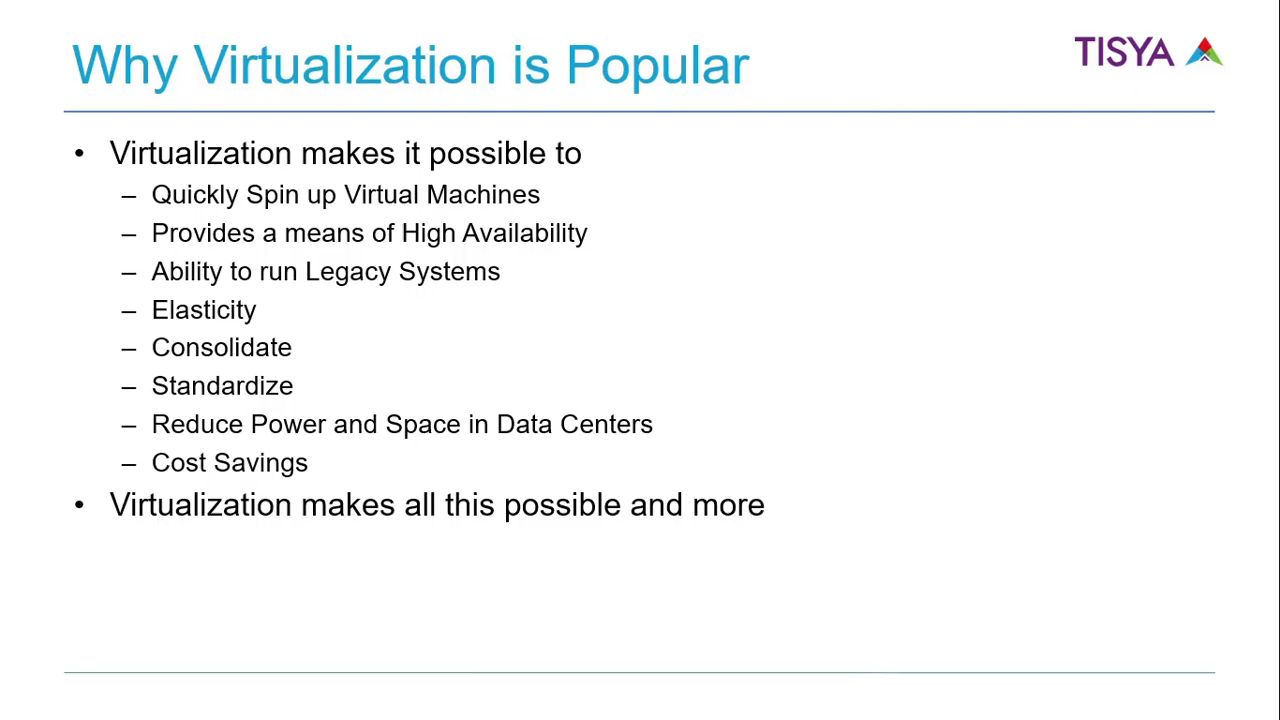 Why Virtualization is Popular
TISYA
• Virtualization makes it possible to
– Quickly Spin up Virtual Machines
– Provides a means of High Availability
– Ability to run Legacy Systems
– Elasticity
– Consolidate
– Standardize
– Reduce Power and Space in Data Centers
– Cost Savings
• Virtualization makes all this possible and more